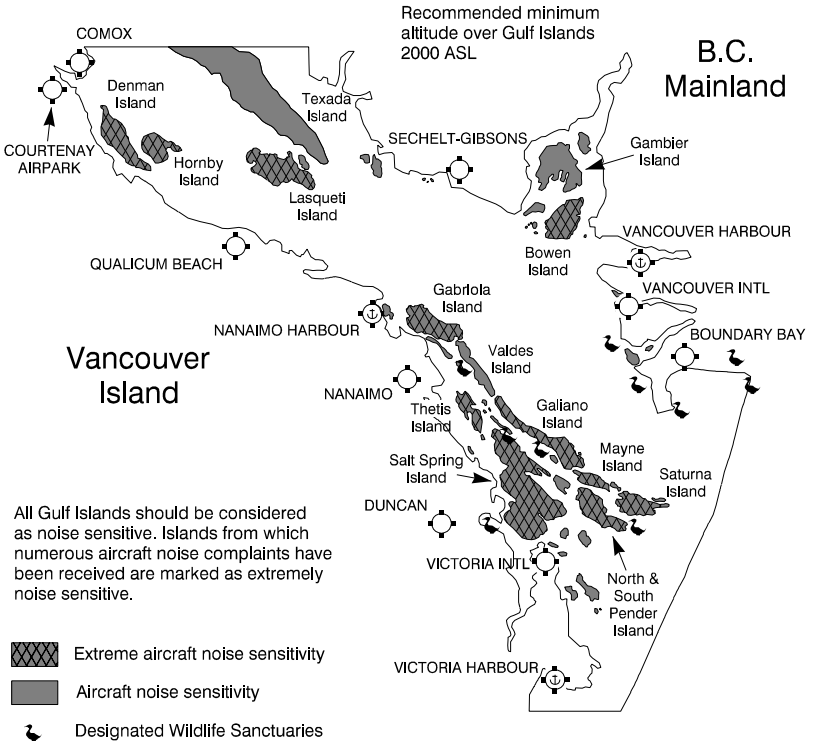 Recommended minimum
altitude over Gulf Islands
2000 ASL
B.C.
Mainland
COMOX
Denman
Island
Texada
Island
COURTENAY
AIRPARK
Hornby
Island
Lasqueti
Island
SECHELT-GIBSONS
Gambier
Island
Bowen
Island
VANCOUVER HARBOUR
QUALICUM BEACH
VANCOUVER INTL
Gabriola
Island
NANAIMO HARBOUR
BOUNDARY BAY
Vancouver
Island
Valdes
Island
NANAIMO
Thetis
Island
Galiano
Island
Mayne
Island
Salt Spring
Island
Saturna
Island
DUNCAN
All Gulf Islands should be considered
as noise sensitive. Islands from which
numerous aircraft noise complaints have
been received are marked as extremely
noise sensitive.
VICTORIA INTL
North &
South
Pender
Island
VICTORIA HARBOUR
Extreme aircraft noise sensitivity
Aircraft noise sensitivity
Designated Wildlife Sanctuaries